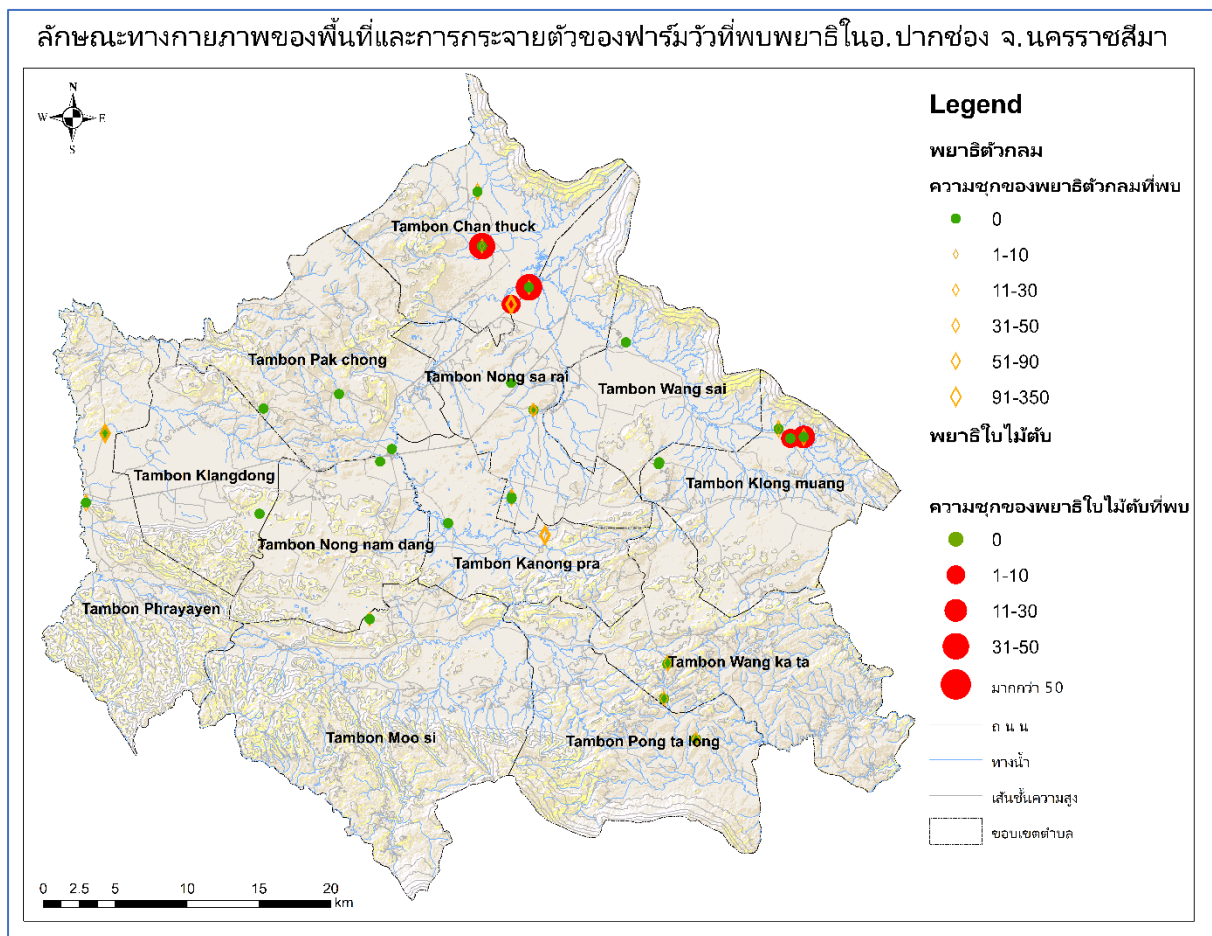 ลักษณะทางกายภาพของพื้นที่และการกระจายตัวของฟาร์มวัวที่พบพยาธิในอ.ปากช่อง จ.นครราชสีมา
N
W E
S
Legend
พยาธิตัวกลม
ความชุกของพยาธิตัวกลมที่พบ
0
1-10
11-30
31-50
51-90
91-350
พยาธิใบไม้ตับ
ความชุกของพยาธิใบไม้ตับที่พบ
0
1-10
11-30
31-50
มากกว่า 50
ถ น น
ทางน้ำ
เส้นชั้นความสูง
ขอบเขตตำบล
Tambon Chan thuck
Tambon Pak chong
Tambon Nong sa rai
Tambon Wang sai
Tambon Klangdong
Tambon Klong muang
Tambon Nong nam dang
Tambon Kanong pra
Tambon Phrayayen
Tambon Wang ka ta
Tambon Moo si
Tambon Pong ta long
0 2.5 5 10 15 20
km